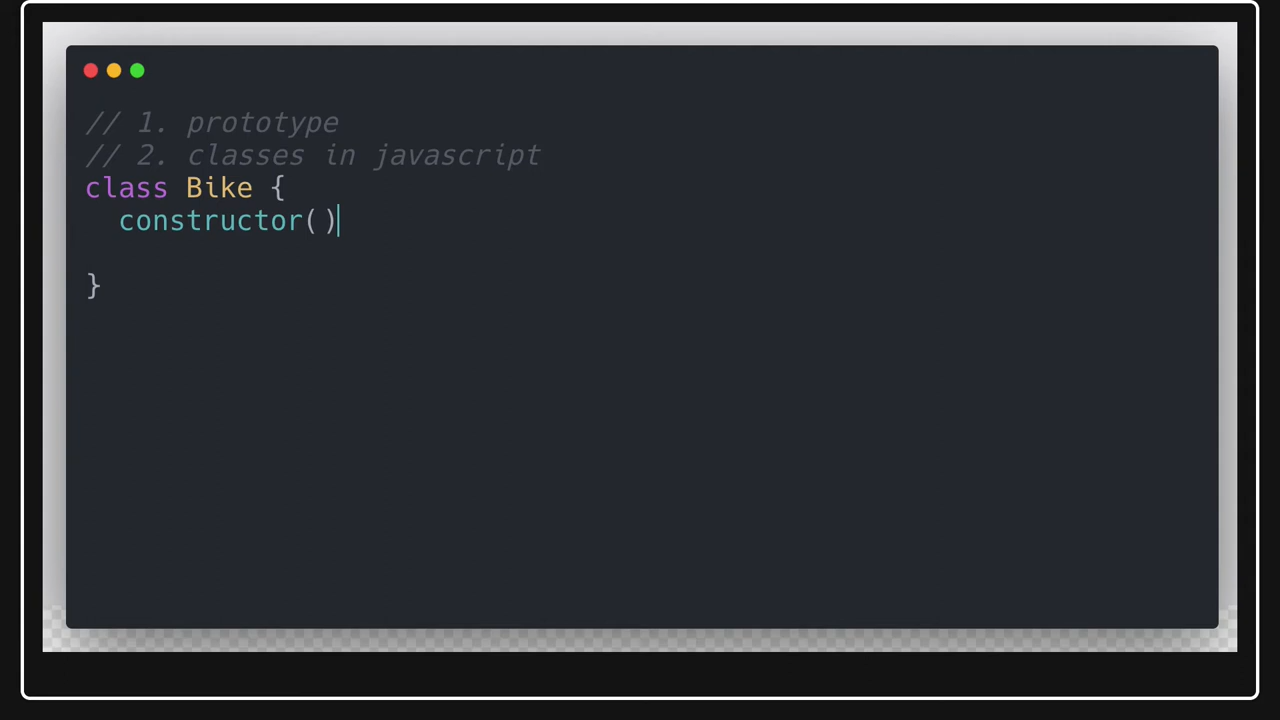 // 1. prototype
// 2. classes in javascript
class Bike {
  constructor()
}